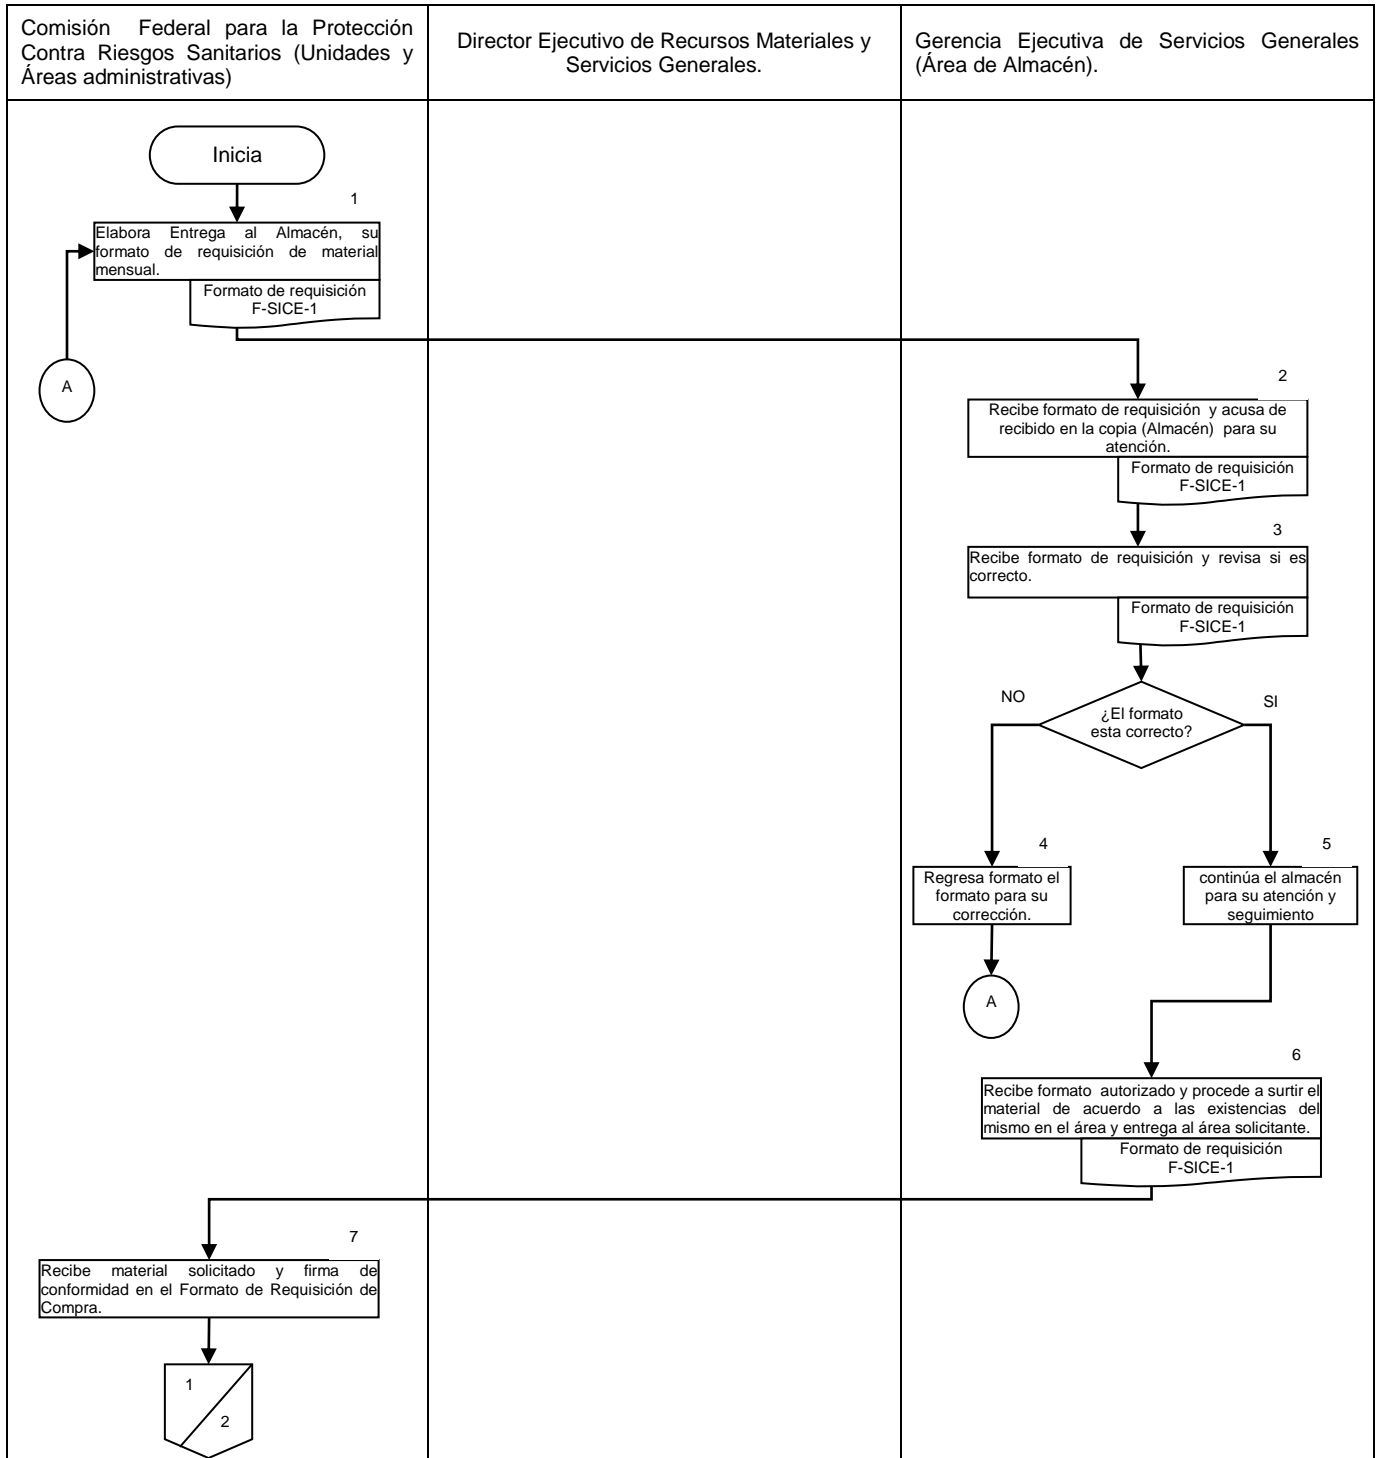 Comisión Federal para la Protección
Contra Riesgos Sanitarios (Unidades y
Áreas administrativas)
Director Ejecutivo de Recursos Materiales y
Servicios Generales.
Gerencia Ejecutiva de Servicios Generales
(Área de Almacén).
Inicia
1
Elabora Entrega al Almacén, su
formato de requisición de material
mensual.
Formato de requisición
F-SICE-1
A
2
Recibe formato de requisición y acusa de
recibido en la copia (Almacén) para su
atención.
Formato de requisición
F-SICE-1
3
Recibe formato de requisición y revisa si es
correcto.
Formato de requisición
F-SICE-1
NO
SI
¿El formato
esta correcto?
4
Regresa formato el
formato para su
corrección.
5
continúa el almacén
para su atención y
seguimiento
A
6
Recibe formato autorizado y procede a surtir el
material de acuerdo a las existencias del
mismo en el área y entrega al área solicitante.
Formato de requisición
F-SICE-1
7
Recibe material solicitado y firma de
conformidad en el Formato de Requisición de
Compra.
1
2